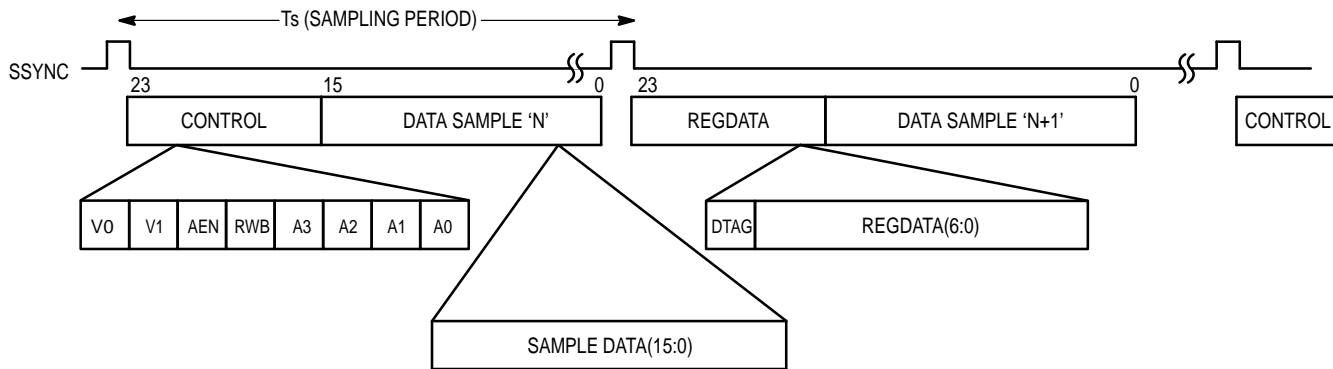 Ts (SAMPLING PERIOD)
SSYNC
23 15 0 23 0
CONTROL DATA SAMPLE ‘N’ REGDATA DATA SAMPLE ‘N+1’ CONTROL
V0 V1 AEN RWB A3 A2 A1 A0 DTAG REGDATA(6:0)
SAMPLE DATA(15:0)